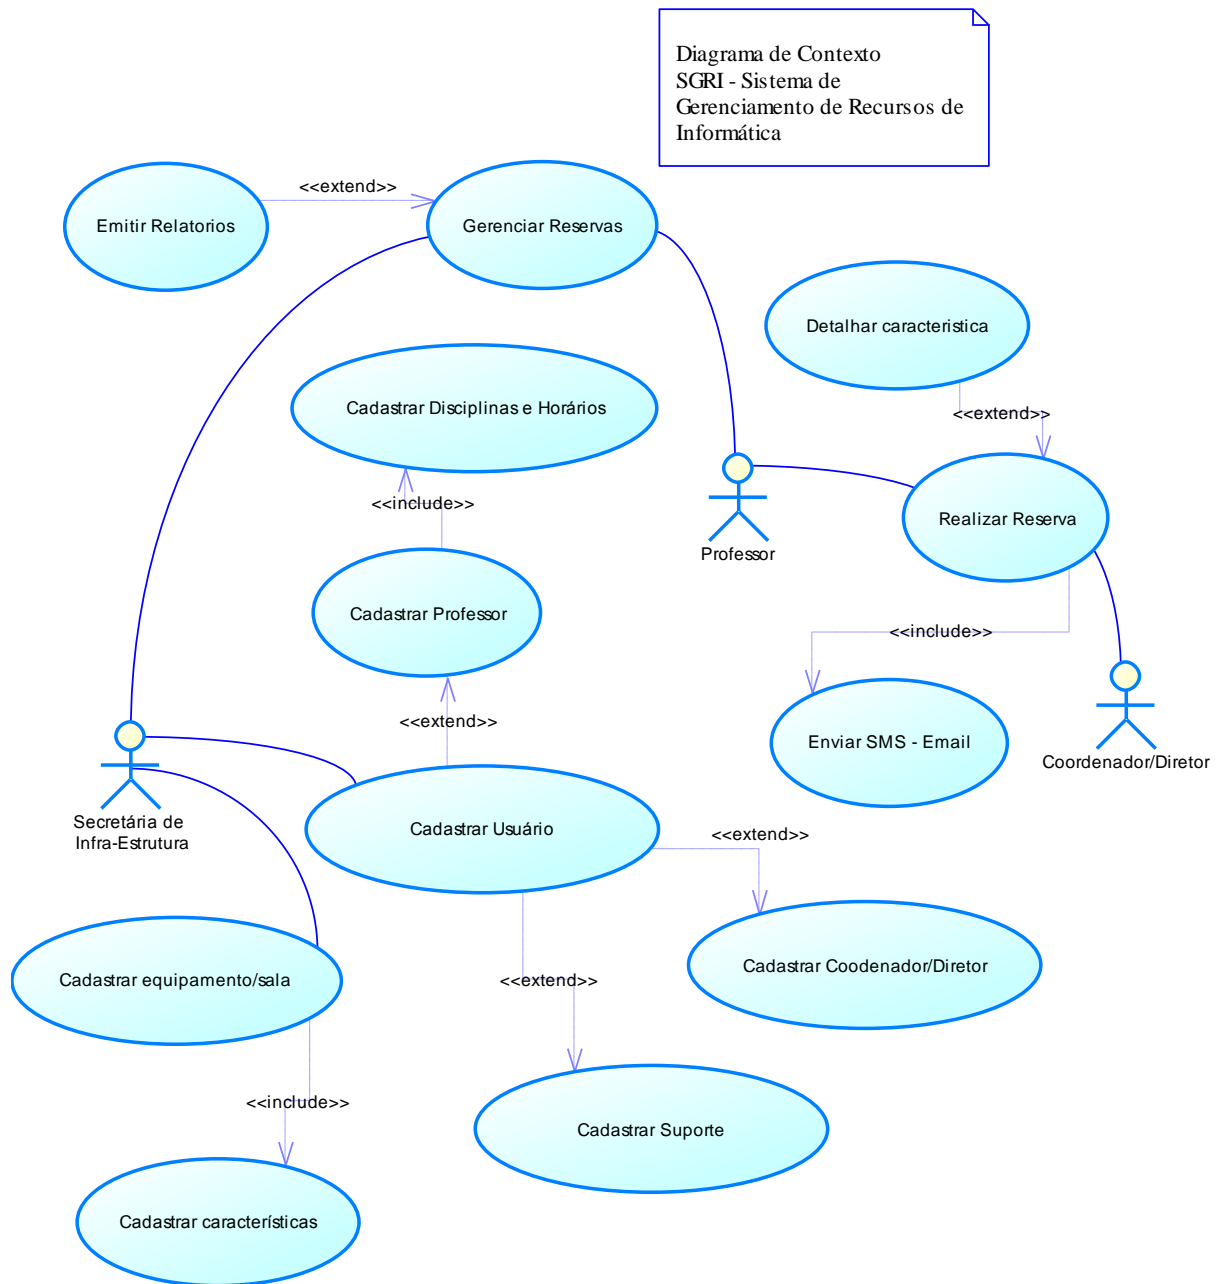 Diagrama de Contexto
SGRI - Sistema de
Gerenciamento de Recursos de
Informática
<<extend>>
Emitir Relatorios
Gerenciar Reservas
Detalhar caracteristica
Cadastrar Disciplinas e Horários
<<extend>>
<<include>>
Realizar Reserva
Professor
Cadastrar Professor
<<include>>
<<extend>>
Enviar SMS - Email
Coordenador/Diretor
Secretária de
Infra-Estrutura
Cadastrar Usuário
<<extend>>
Cadastrar equipamento/sala
Cadastrar Coodenador/Diretor
<<extend>>
<<include>>
Cadastrar Suporte
Cadastrar características